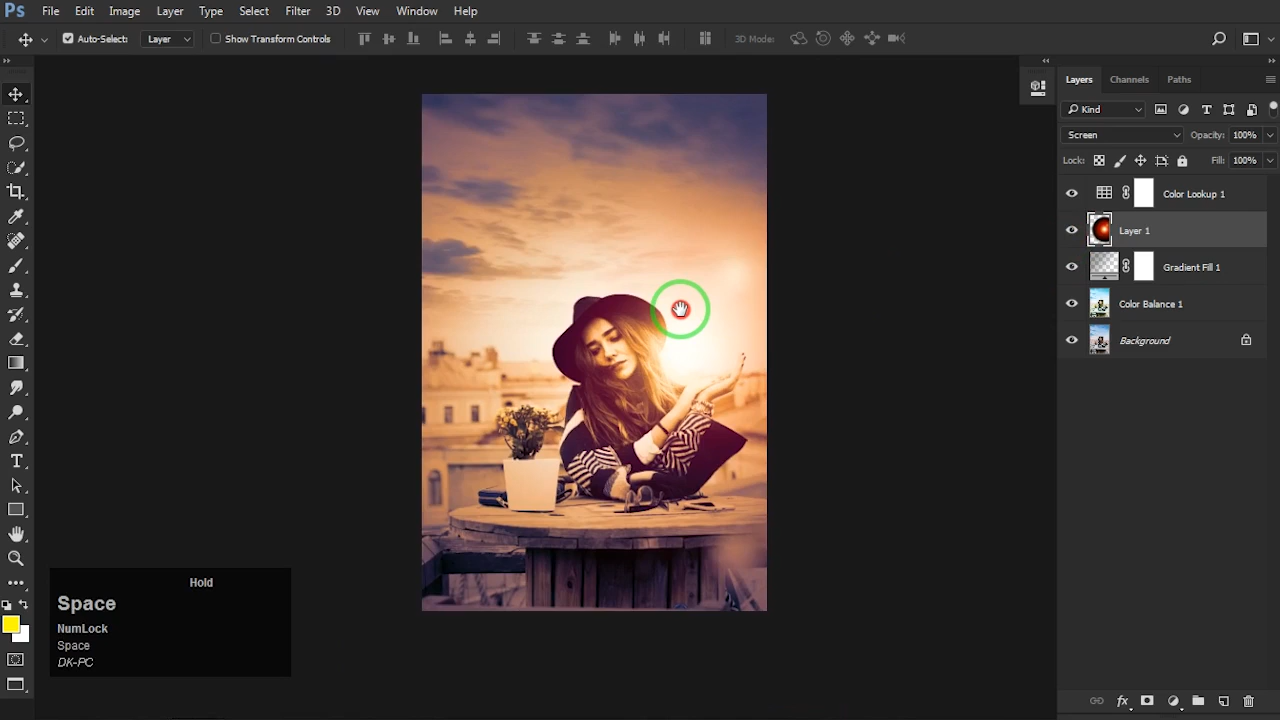 Ps File Edit Image Layer Type Select Filter 3D View Window Help
Auto-Select: Layer Show Transform Controls 3D Mode:
Layers Channels Paths
Kind
Screen Opacity: 100%
Lock: Fill: 100%
Color Lookup 1
Layer 1
Gradient Fill 1
Color Balance 1
Background
Hold
Space
NumLock
Space
DK-PC
fx